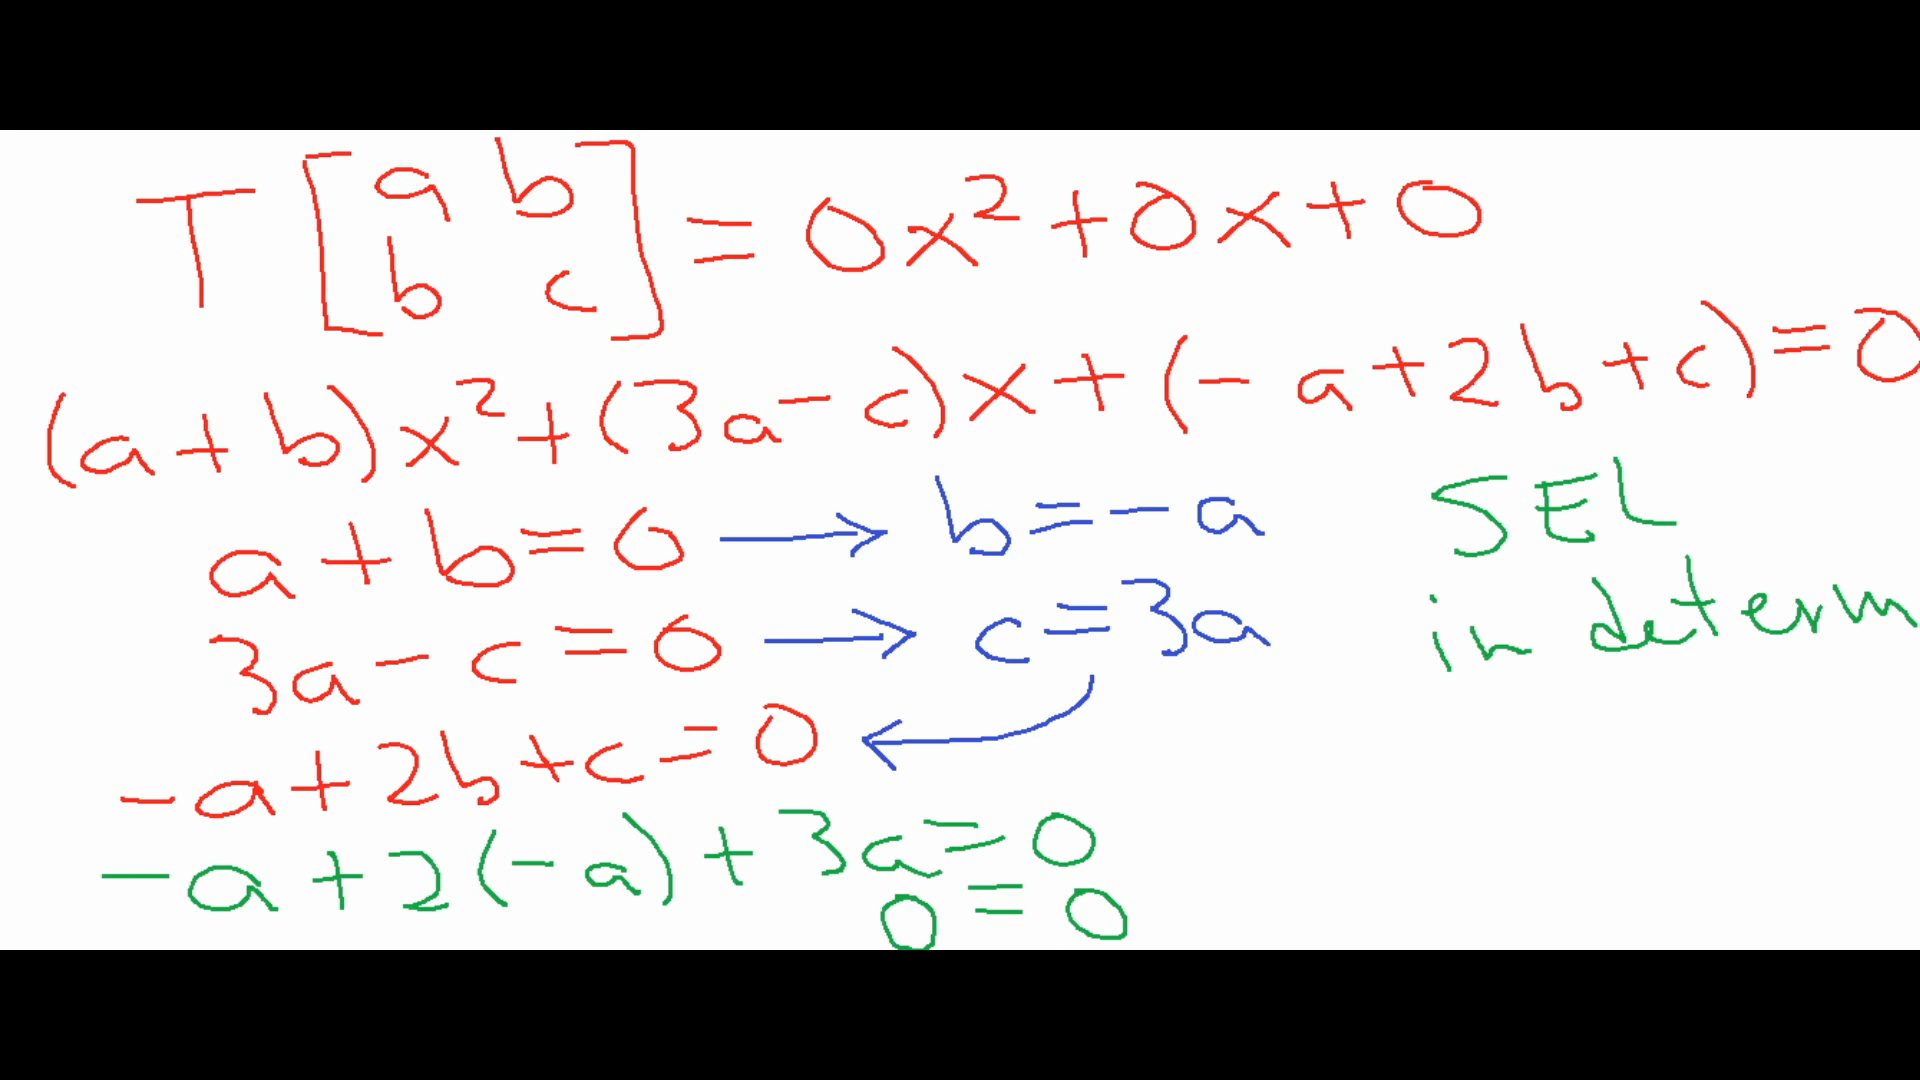 T [a b
b c] = 0x² + 0x + 0
(a + b)x² + (3a - c)x + (-a + 2b + c) = 0
a + b = 0 → b = -a
SEL
3a - c = 0 → c = 3a
indeterm
-a + 2b + c = 0 ←
-a + 2(-a) + 3a = 0
0 = 0